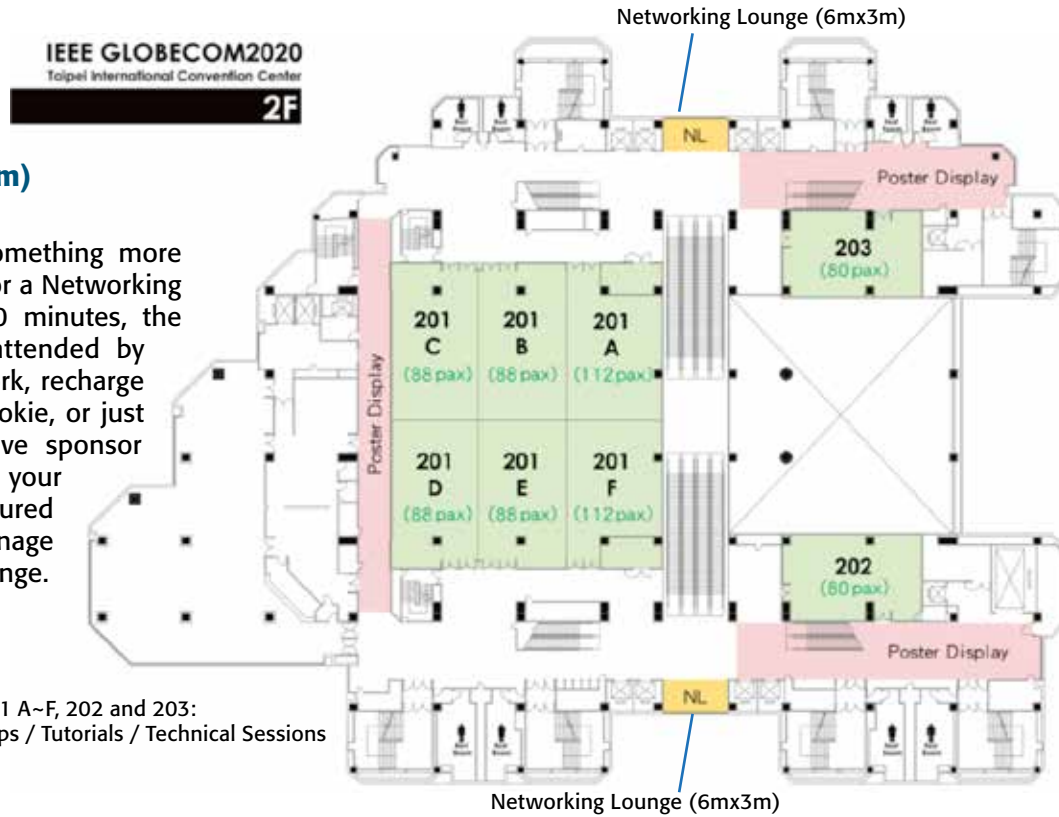 Networking Lounge (6mx3m)
IEEE GLOBECOM2020
Taipei International Convention Center
2F
NL
m)
Poster Display
omething more
or a Networking
0 minutes, the
attended by
rk, recharge
okie, or just
ve sponsor
your
ured
nage
nge.
203
(80 pax)
201
C
(88 pax)
201
B
(88 pax)
201
A
(112 pax)
Poster Display
201
D
(88 pax)
201
E
(88 pax)
201
F
(112 pax)
202
(80 pax)
Poster Display
1 A~F, 202 and 203:
ps / Tutorials / Technical Sessions
NL
Networking Lounge (6mx3m)